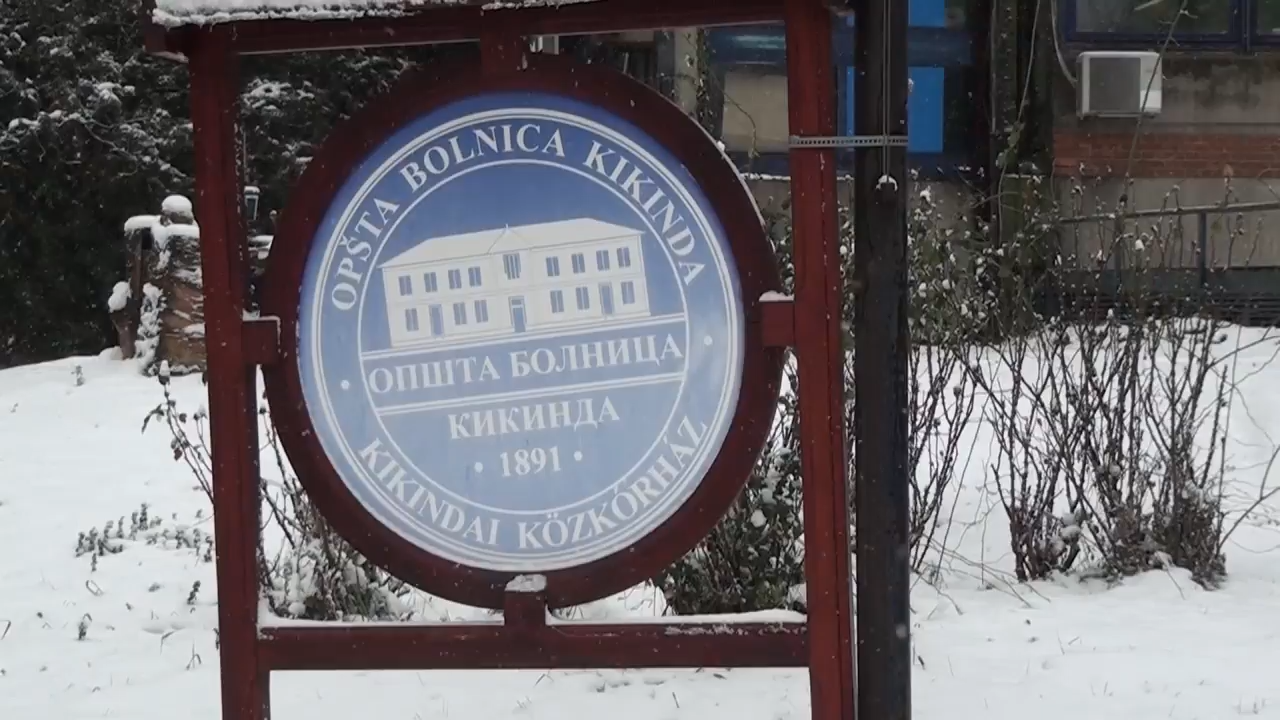 OPŠTA BOLNICA KIKINDA
ОПШТА БОЛНИЦА
КИКИНДА
• 1891 •
KIKINDAI KÖZKÓRHÁZ